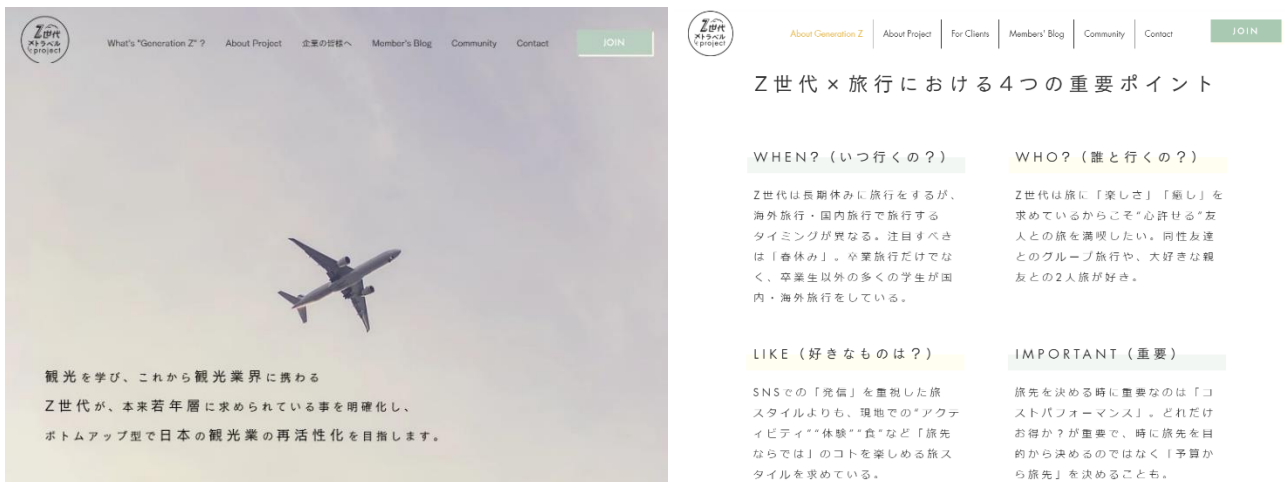 Z世代
×トラベル
project
What's "Generation Z" ?
About Project
企業の皆様へ
Member's Blog
Community
Contact
JOIN
観光を学び、これから観光業界に携わる
Z世代が、本来若年層に求められている事を明確化し、
ボトムアップ型で日本の観光業の再活性化を目指します。
Z世代
×トラベル
project
About Generation Z
About Project
For Clients
Members' Blog
Community
Contact
JOIN
Z世代×旅行における4つの重要ポイント
WHEN?（いつ行くの？）
Z世代は長期休みに旅行をするが、
海外旅行・国内旅行で旅行する
タイミングが異なる。注目すべき
は「春休み」。卒業旅行だけでな
く、卒業生以外の多くの学生が国
内・海外旅行をしている。
WHO?（誰と行くの？）
Z世代は旅に「楽しさ」「癒し」を
求めているからこそ“心許せる”友
人との旅を満喫したい。同性友達
とのグループ旅行や、大好きな親
友との2人旅が好き。
LIKE（好きなものは？）
SNSでの「発信」を重視した旅
スタイルよりも、現地での“アクテ
ィビティ”“体験”“食”など「旅先
ならでは」のコトを楽しめる旅ス
タイルを求めている。
IMPORTANT（重要）
旅先を決める時に重要なのは「コ
ストパフォーマンス」。どれだけ
お得か？が重要で、時に旅先を目
的から決めるのではなく「予算か
ら旅先」を決めることも。